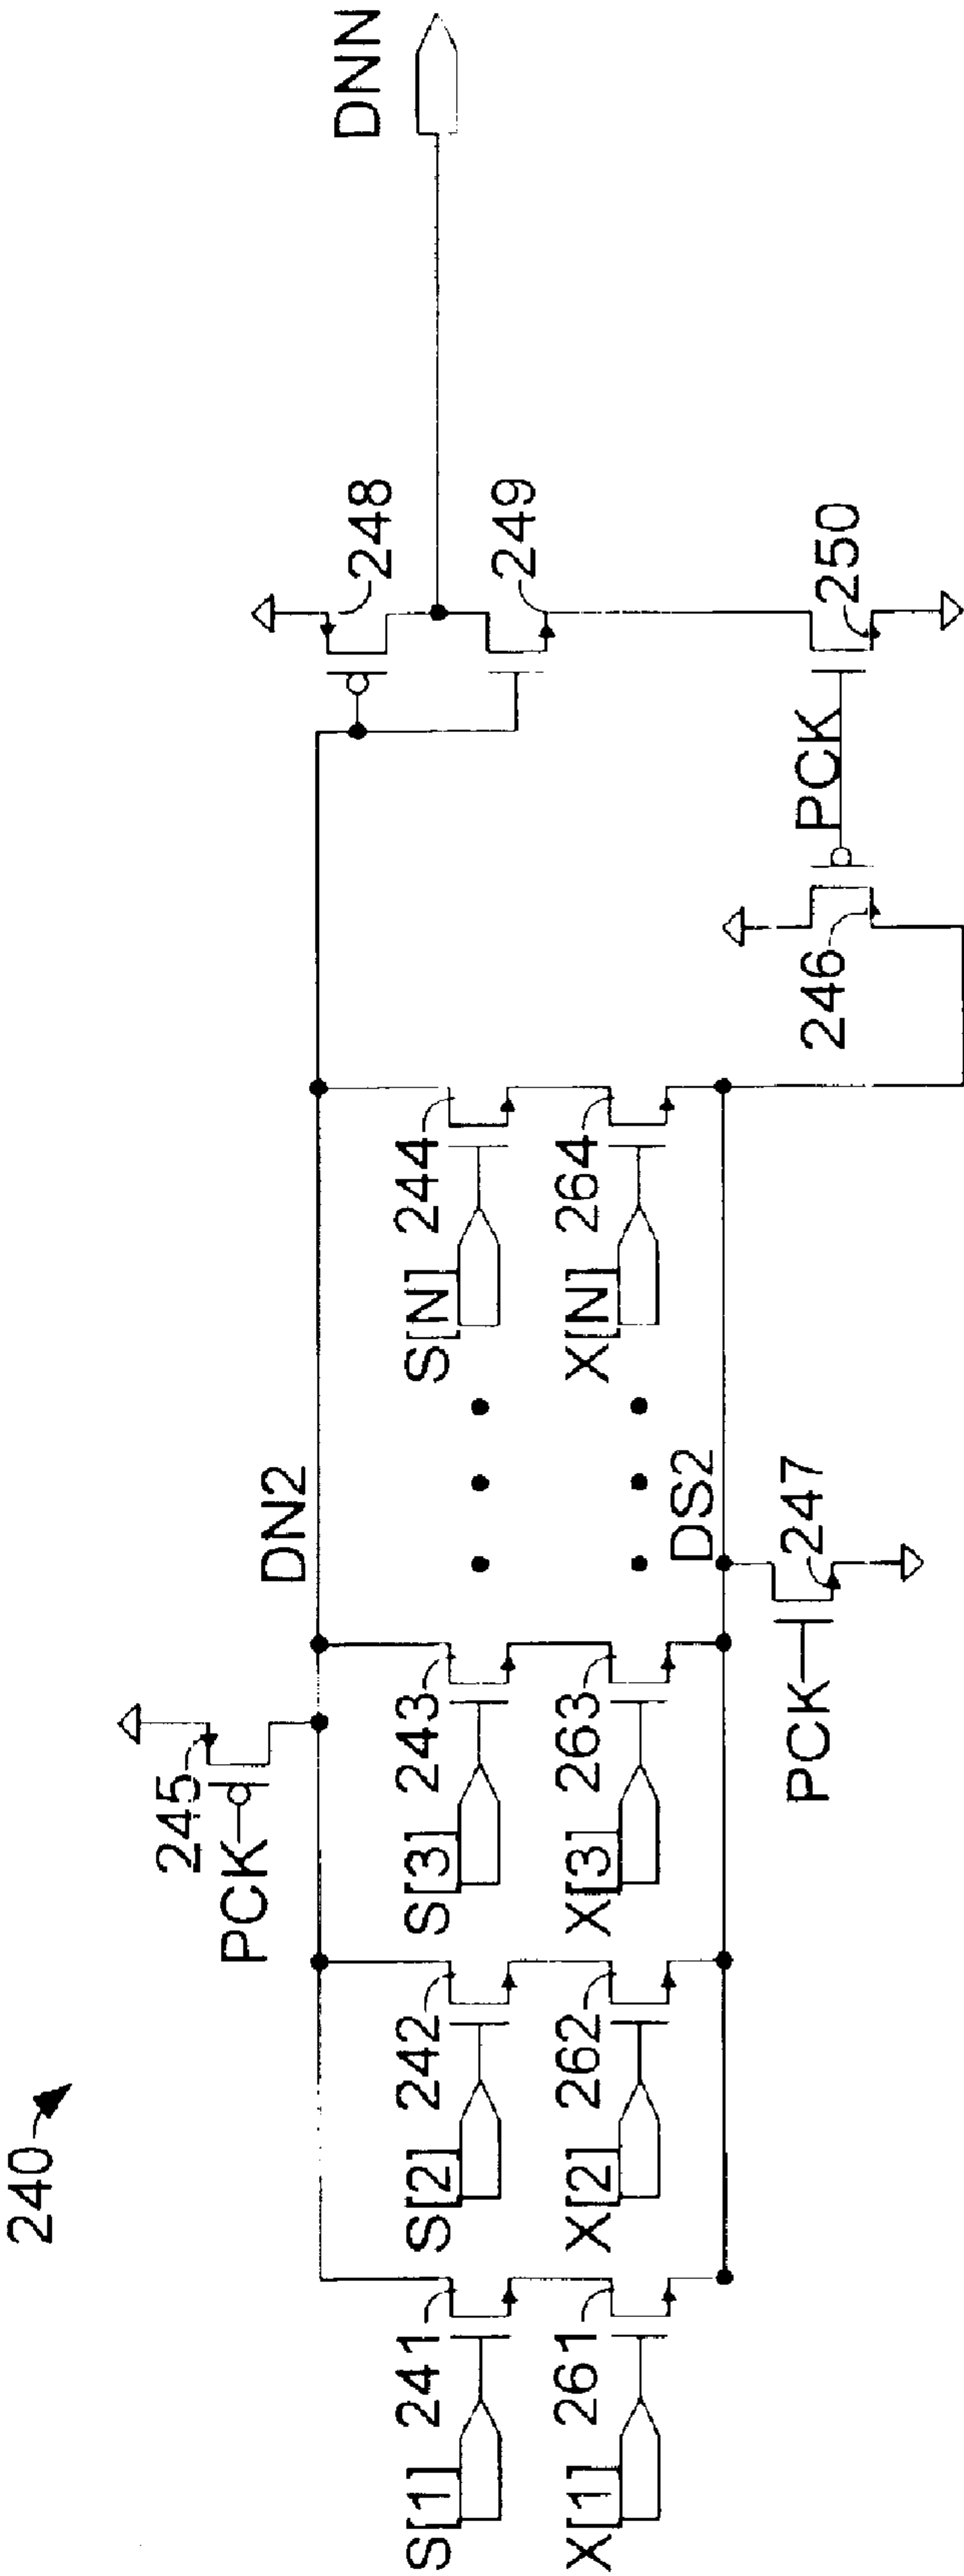 240
PCK
245
DN2
DNN
248
249
S[1] 241
S[2] 242
S[3] 243
S[N] 244
X[1] 261
X[2] 262
X[3] 263
X[N] 264
DS2
PCK
247
246
PCK
250